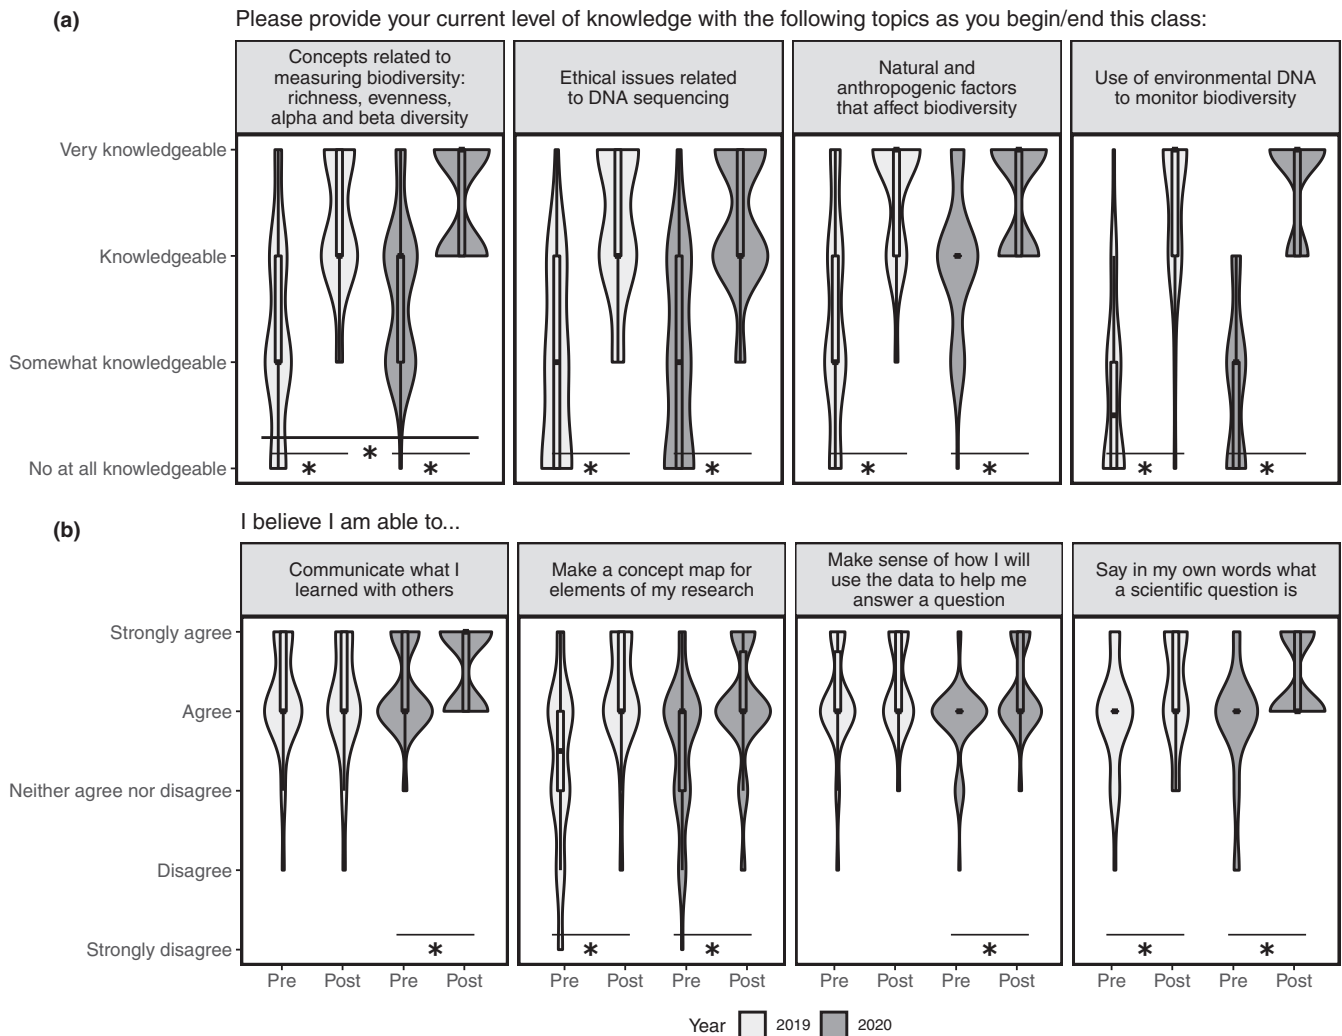 (a)
Please provide your current level of knowledge with the following topics as you begin/end this class:
Concepts related to
measuring biodiversity:
richness, evenness,
alpha and beta diversity
Ethical issues related
to DNA sequencing
Natural and
anthropogenic factors
that affect biodiversity
Use of environmental DNA
to monitor biodiversity
Very knowledgeable
Knowledgeable
Somewhat knowledgeable
No at all knowledgeable
*
*
*
*
*
*
*
*
*
(b)
I believe I am able to...
Communicate what I
learned with others
Make a concept map for
elements of my research
Make sense of how I will
use the data to help me
answer a question
Say in my own words what
a scientific question is
Strongly agree
Agree
Neither agree nor disagree
Disagree
Strongly disagree
*
*
*
*
*
*
Pre Post Pre Post
Pre Post Pre Post
Pre Post Pre Post
Pre Post Pre Post
Year 2019 2020